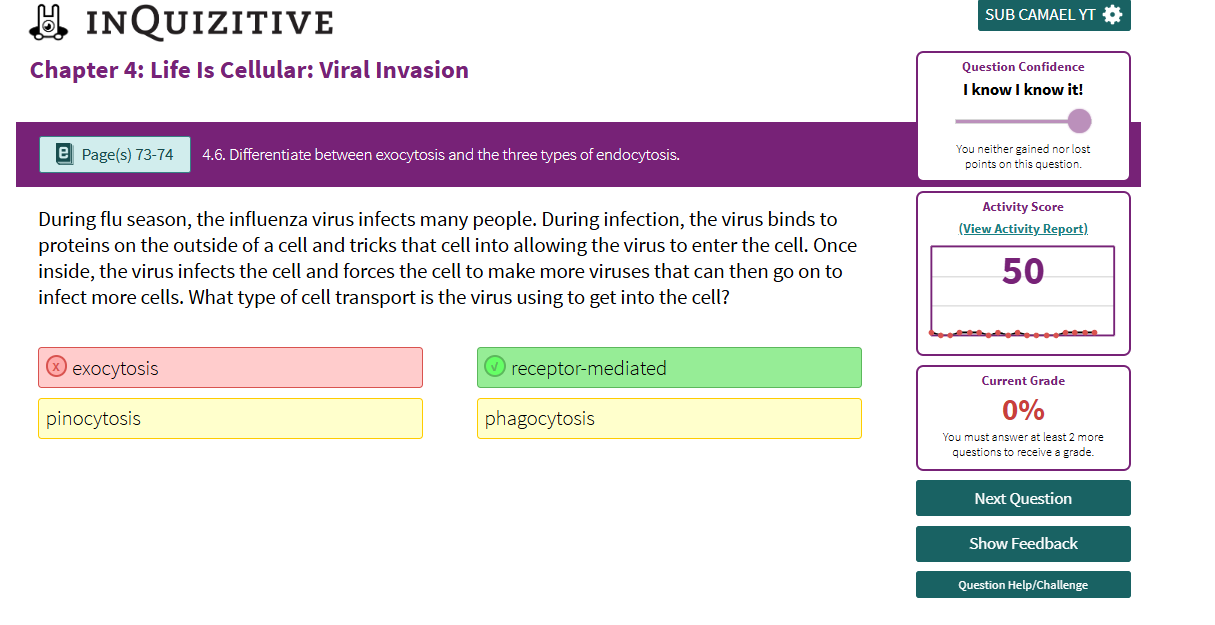 INQUIZITIVE
SUB CAMAEL YT
Chapter 4: Life Is Cellular: Viral Invasion
Question Confidence
I know I know it!
You neither gained nor lost
points on this question.
e Page(s) 73-74
4.6. Differentiate between exocytosis and the three types of endocytosis.
During flu season, the influenza virus infects many people. During infection, the virus binds to
proteins on the outside of a cell and tricks that cell into allowing the virus to enter the cell. Once
inside, the virus infects the cell and forces the cell to make more viruses that can then go on to
infect more cells. What type of cell transport is the virus using to get into the cell?
x exocytosis
√ receptor-mediated
pinocytosis
phagocytosis
Activity Score
(View Activity Report)
50
Current Grade
0%
You must answer at least 2 more
questions to receive a grade.
Next Question
Show Feedback
Question Help/Challenge